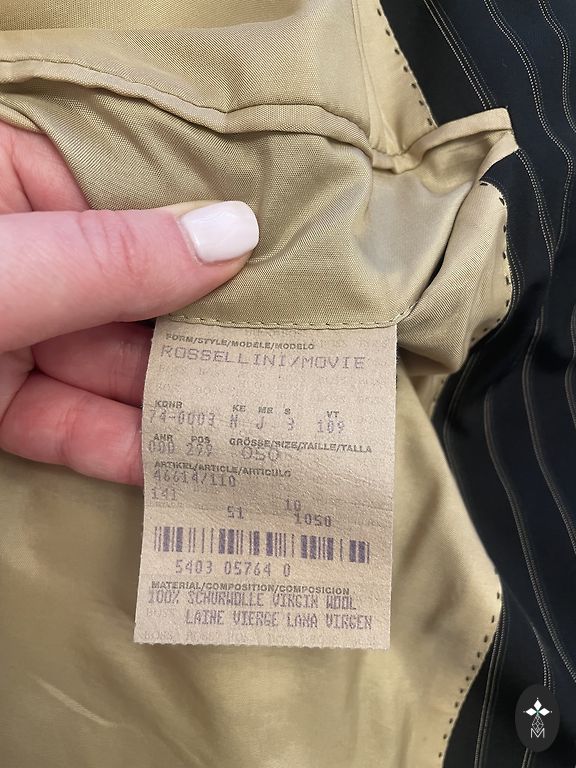 FORM/STYLE/MODELE/MODELO
ROSSELLINI/MOVIE
KDNR KE ME S VT
74-0003 N J 3 109
ANR POS GRÖSSE/SIZE/TAILLE/TALLA
000 279 050
ARTIKEL/ARTICLE/ARTICULO
46614/110
141
51 10
1050
5403 05764 0
MATERIAL/COMPOSITION/COMPOSICION
100% SCHURWOLLE VIRGIN WOOL
LAINE VIERGE LANA VIRGEN
M